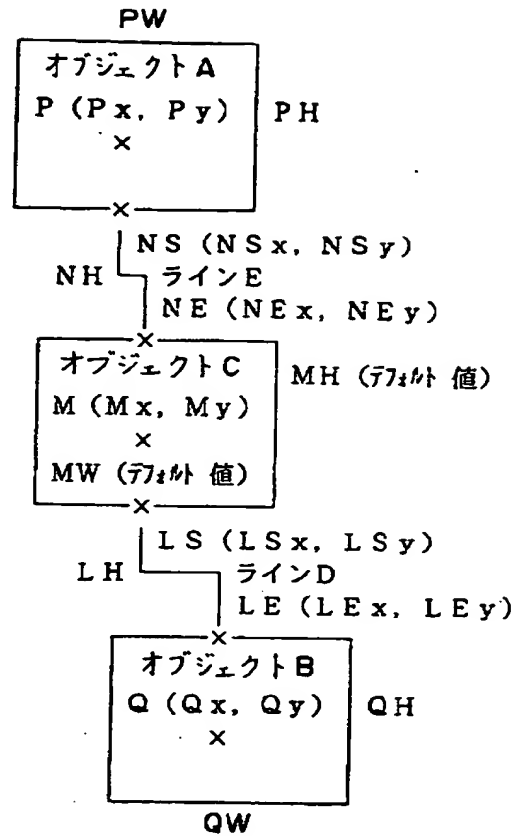 PW
オブジェクトA
P (Px, Py) PH
NS (NSx, NSy)
NH ラインE
NE (NEx, NEy)
オブジェクトC
MH (デフォルト 値)
M (Mx, My)
MW (デフォルト 値)
LS (LSx, LSy)
LH ラインD
LE (LEx, LEy)
オブジェクトB
Q (Qx, Qy) QH
QW